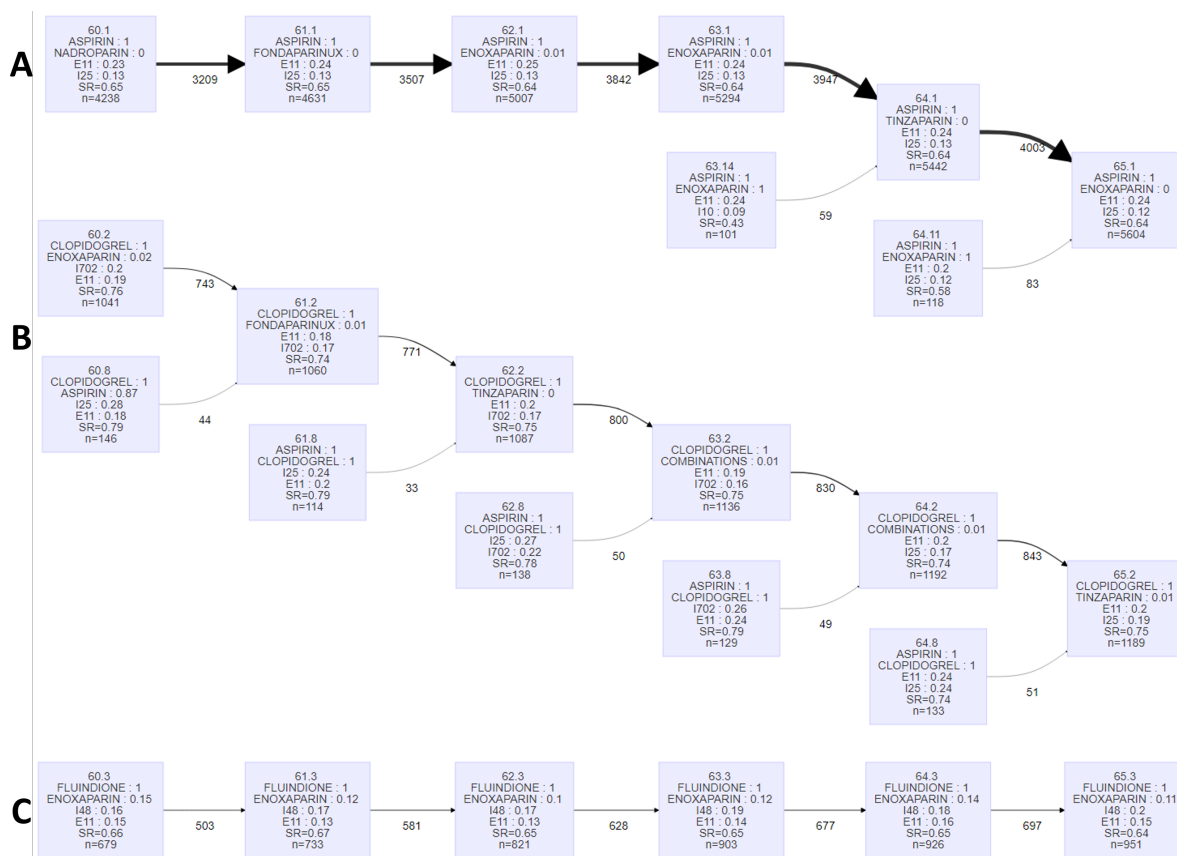 A
60.1
ASPIRIN : 1
NADROPARIN : 0
E11 : 0.23
I25 : 0.13
SR=0.65
n=4238
3209
61.1
ASPIRIN : 1
FONDAPARINUX : 0
E11 : 0.24
I25 : 0.13
SR=0.65
n=4631
3507
62.1
ASPIRIN : 1
ENOXAPARIN : 0.01
E11 : 0.25
I25 : 0.13
SR=0.64
n=5007
3842
63.1
ASPIRIN : 1
ENOXAPARIN : 0.01
E11 : 0.24
I25 : 0.13
SR=0.64
n=5294
3947
64.1
ASPIRIN : 1
TINZAPARIN : 0
E11 : 0.24
I25 : 0.13
SR=0.64
n=5442
4003
63.14
ASPIRIN : 1
ENOXAPARIN : 1
E11 : 0.24
I10 : 0.09
SR=0.43
n=101
59
65.1
ASPIRIN : 1
ENOXAPARIN : 0
E11 : 0.24
I25 : 0.12
SR=0.64
n=5604
64.11
ASPIRIN : 1
ENOXAPARIN : 1
E11 : 0.2
I25 : 0.12
SR=0.58
n=118
83
B
60.2
CLOPIDOGREL : 1
ENOXAPARIN : 0.02
I702 : 0.2
E11 : 0.19
SR=0.76
n=1041
743
61.2
CLOPIDOGREL : 1
FONDAPARINUX : 0.01
E11 : 0.18
I702 : 0.17
SR=0.74
n=1060
771
60.8
CLOPIDOGREL : 1
ASPIRIN : 0.87
I25 : 0.28
E11 : 0.18
SR=0.79
n=146
44
62.2
CLOPIDOGREL : 1
TINZAPARIN : 0
E11 : 0.2
I702 : 0.17
SR=0.75
n=1087
800
61.8
ASPIRIN : 1
CLOPIDOGREL : 1
I25 : 0.24
E11 : 0.2
SR=0.79
n=114
33
63.2
CLOPIDOGREL : 1
COMBINATIONS : 0.01
E11 : 0.19
I702 : 0.16
SR=0.75
n=1136
830
62.8
ASPIRIN : 1
CLOPIDOGREL : 1
I25 : 0.27
I702 : 0.22
SR=0.78
n=138
50
64.2
CLOPIDOGREL : 1
COMBINATIONS : 0.01
E11 : 0.2
I25 : 0.17
SR=0.74
n=1192
843
63.8
ASPIRIN : 1
CLOPIDOGREL : 1
I702 : 0.26
E11 : 0.24
SR=0.79
n=129
49
65.2
CLOPIDOGREL : 1
TINZAPARIN : 0.01
E11 : 0.2
I25 : 0.19
SR=0.75
n=1189
64.8
ASPIRIN : 1
CLOPIDOGREL : 1
E11 : 0.24
I25 : 0.24
SR=0.74
n=133
51
C
60.3
FLUINDIONE : 1
ENOXAPARIN : 0.15
I48 : 0.16
E11 : 0.15
SR=0.66
n=679
503
61.3
FLUINDIONE : 1
ENOXAPARIN : 0.12
I48 : 0.17
E11 : 0.13
SR=0.67
n=733
581
62.3
FLUINDIONE : 1
ENOXAPARIN : 0.1
I48 : 0.17
E11 : 0.13
SR=0.65
n=821
628
63.3
FLUINDIONE : 1
ENOXAPARIN : 0.12
I48 : 0.19
E11 : 0.14
SR=0.65
n=903
677
64.3
FLUINDIONE : 1
ENOXAPARIN : 0.14
I48 : 0.18
E11 : 0.16
SR=0.65
n=926
697
65.3
FLUINDIONE : 1
ENOXAPARIN : 0.11
I48 : 0.2
E11 : 0.15
SR=0.64
n=951